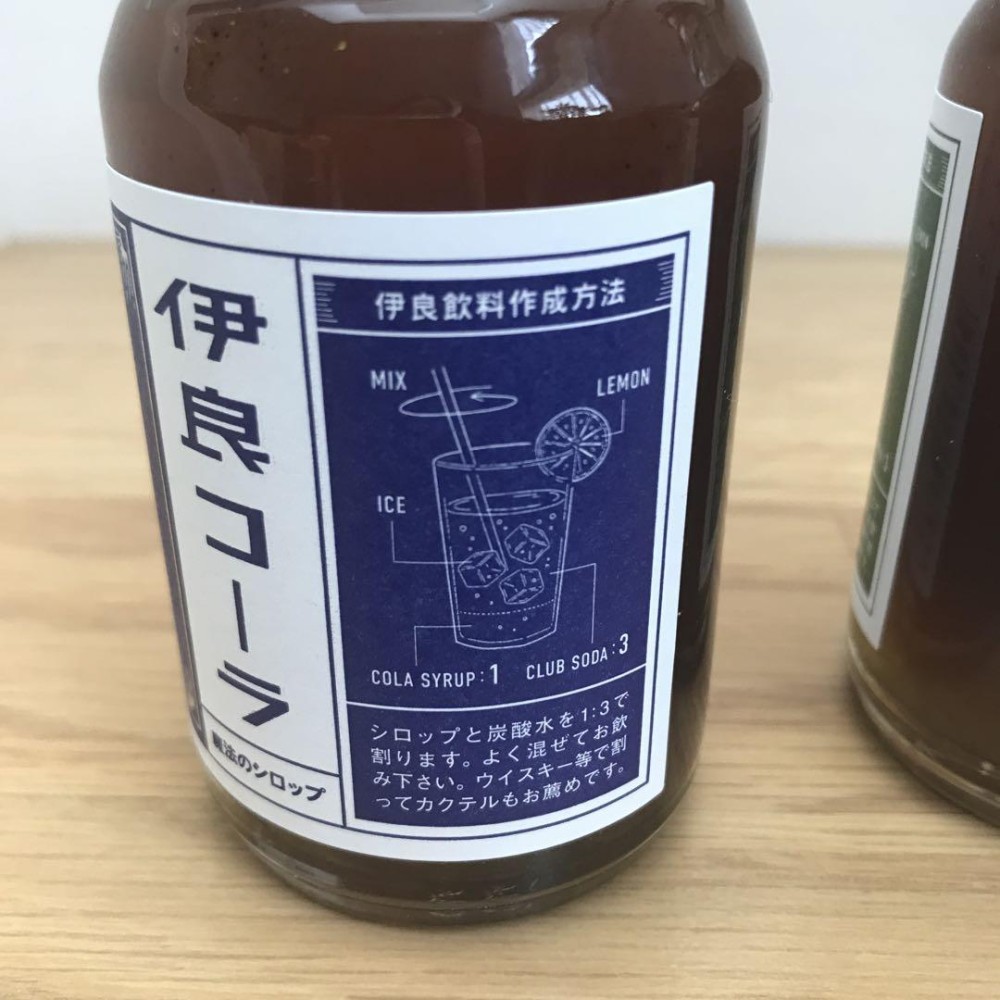 伊良コーラ
魔法のシロップ
伊良飲料作成方法
MIX
LEMON
ICE
COLA SYRUP:1
CLUB SODA:3
シロップと炭酸水を1:3で
割ります。よく混ぜてお飲
み下さい。ウイスキー等で割
ってカクテルもお薦めです。